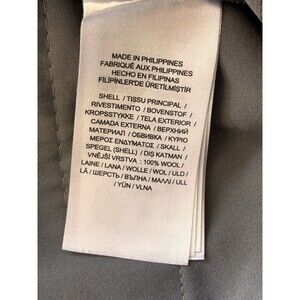 MADE IN PHILIPPINES
FABRIQUÉ AUX PHILIPPINES
HECHO EN FILIPINAS
FİLİPİNLER'DE ÜRETİLMİŞTİR
SHELL / TISSU PRINCIPAL /
RIVESTIMENTO / BOVENSTOF /
KROPSSTYKKE / TELA EXTERIOR /
CAMADA EXTERNA / ВЕРХНИЙ
МАТЕРИАЛ / ОБВИВКА / ΚΥΡΙΟ
ΜΕΡΟΣ ΕΝΔΥΜΑΤΟΣ / SKALL /
SPEGEL (SHELL) / DIŞ KATMAN /
VNĚJŠÍ VRSTVA : 100% WOOL /
LAINE / LANA / WOLLE / WOL / ULD /
LÃ / ШЕРСТЬ / ВЪЛНА / ΜΑΛΛΙ / ULL
/ YÜN / VLNA